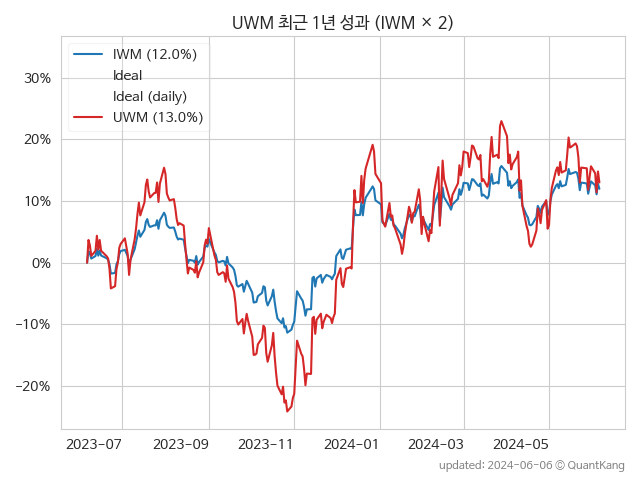 UWM 최근 1년 성과 (IWM × 2)
IWM (12.0%)
Ideal
Ideal (daily)
UWM (13.0%)
30%
20%
10%
0%
−10%
−20%
2023-07
2023-09
2023-11
2024-01
2024-03
2024-05
updated: 2024-06-06 © QuantKang